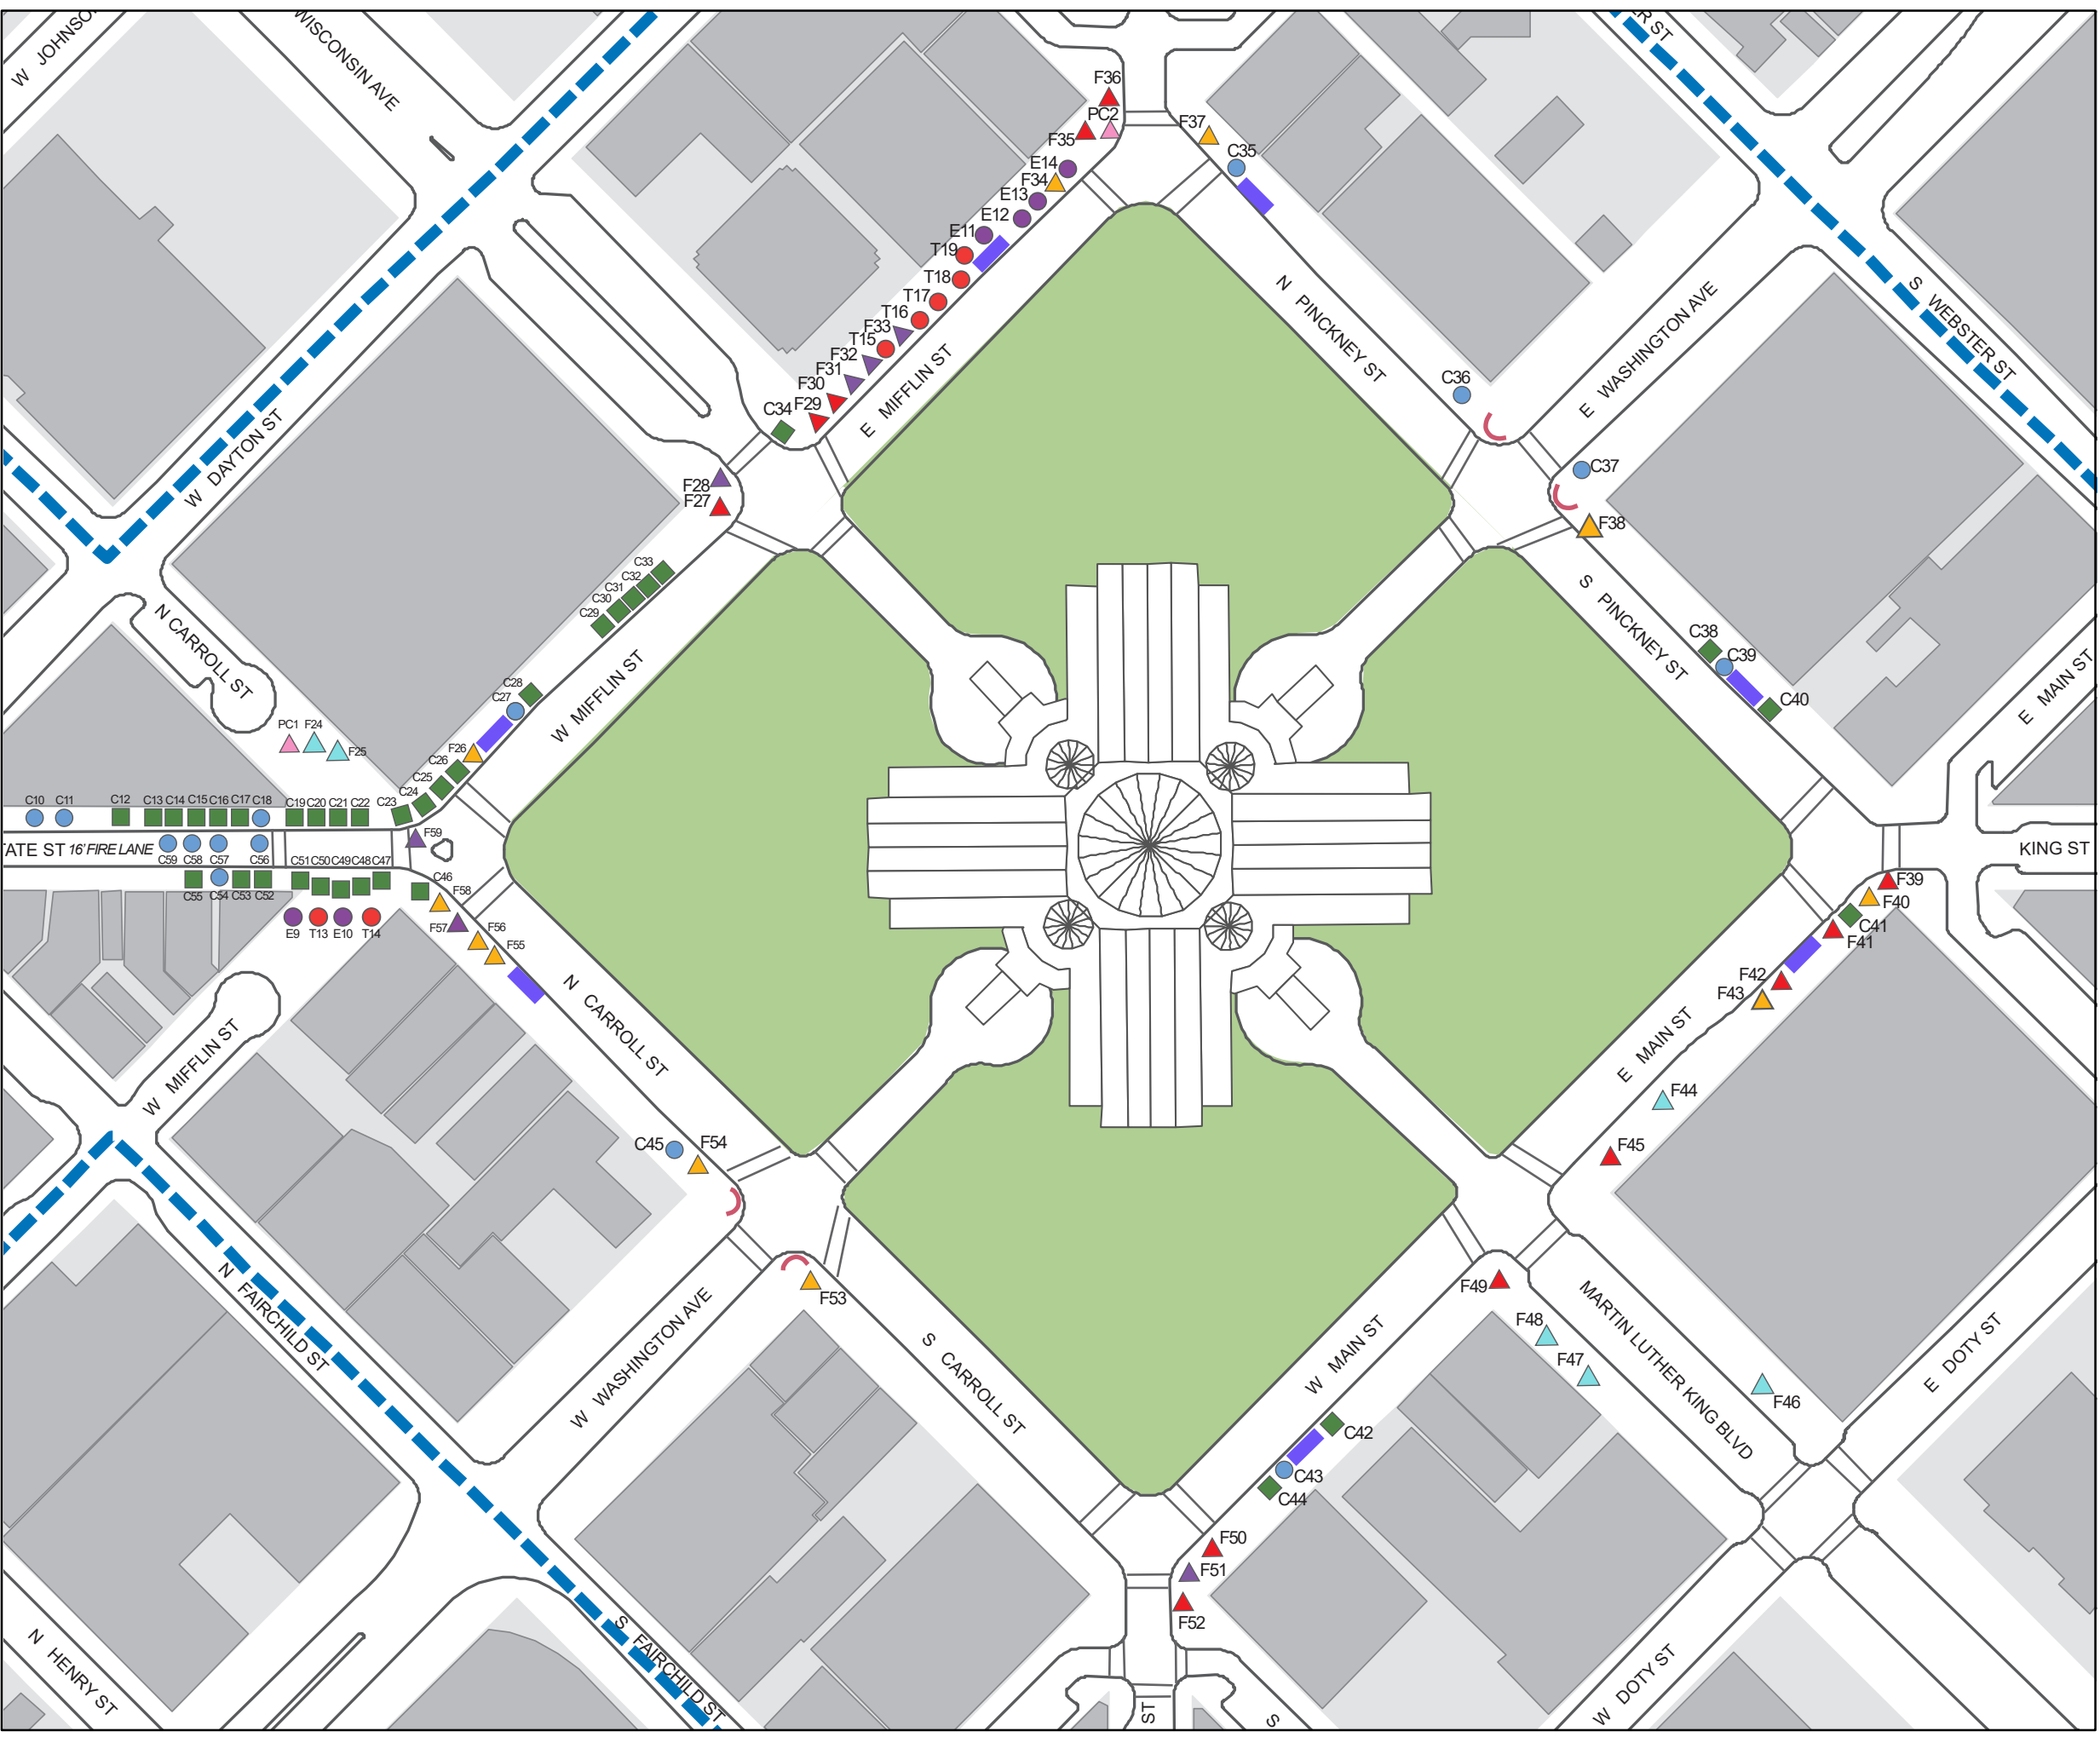 W JOHNSO
WISCONSIN AVE
ER ST
F36
PC2
F35
F37
C35
E14
F34
E13
E12
E11
T19
T18
T17
T16
F33
T15
F32
F31
F30
F29
C34
E MIFFLIN ST
N PINCKNEY ST
S WEBSTER ST
E WASHINGTON AVE
C36
C37
F38
W DAYTON ST
F28
F27
C33
C32
C31
C30
C29
W MIFFLIN ST
S PINCKNEY ST
C38
C39
C40
E MAIN ST
N CARROLL ST
PC1
F24
F25
C28
C27
F26
C26
C25
C24
C23
C10
C11
C12
C13
C14
C15
C16
C17
C18
C19
C20
C21
C22
F59
ATE ST 16' FIRE LANE
C59
C58
C57
C56
KING ST
C55
C54
C53
C52
C51
C50
C49
C48
C47
C46
F58
F57
F56
F55
E9
T13
E10
T14
F39
F40
C41
F41
F42
F43
N CARROLL ST
W MIFFLIN ST
E MAIN ST
F44
F45
C45
F54
F53
F49
F48
F47
F46
N FAIRCHILD ST
W WASHINGTON AVE
S CARROLL ST
W MAIN ST
MARTIN LUTHER KING BLVD
E DOTY ST
C42
C43
C44
F50
F51
F52
N HENRY ST
S FAIRCHILD ST
W DOTY ST
ST
S